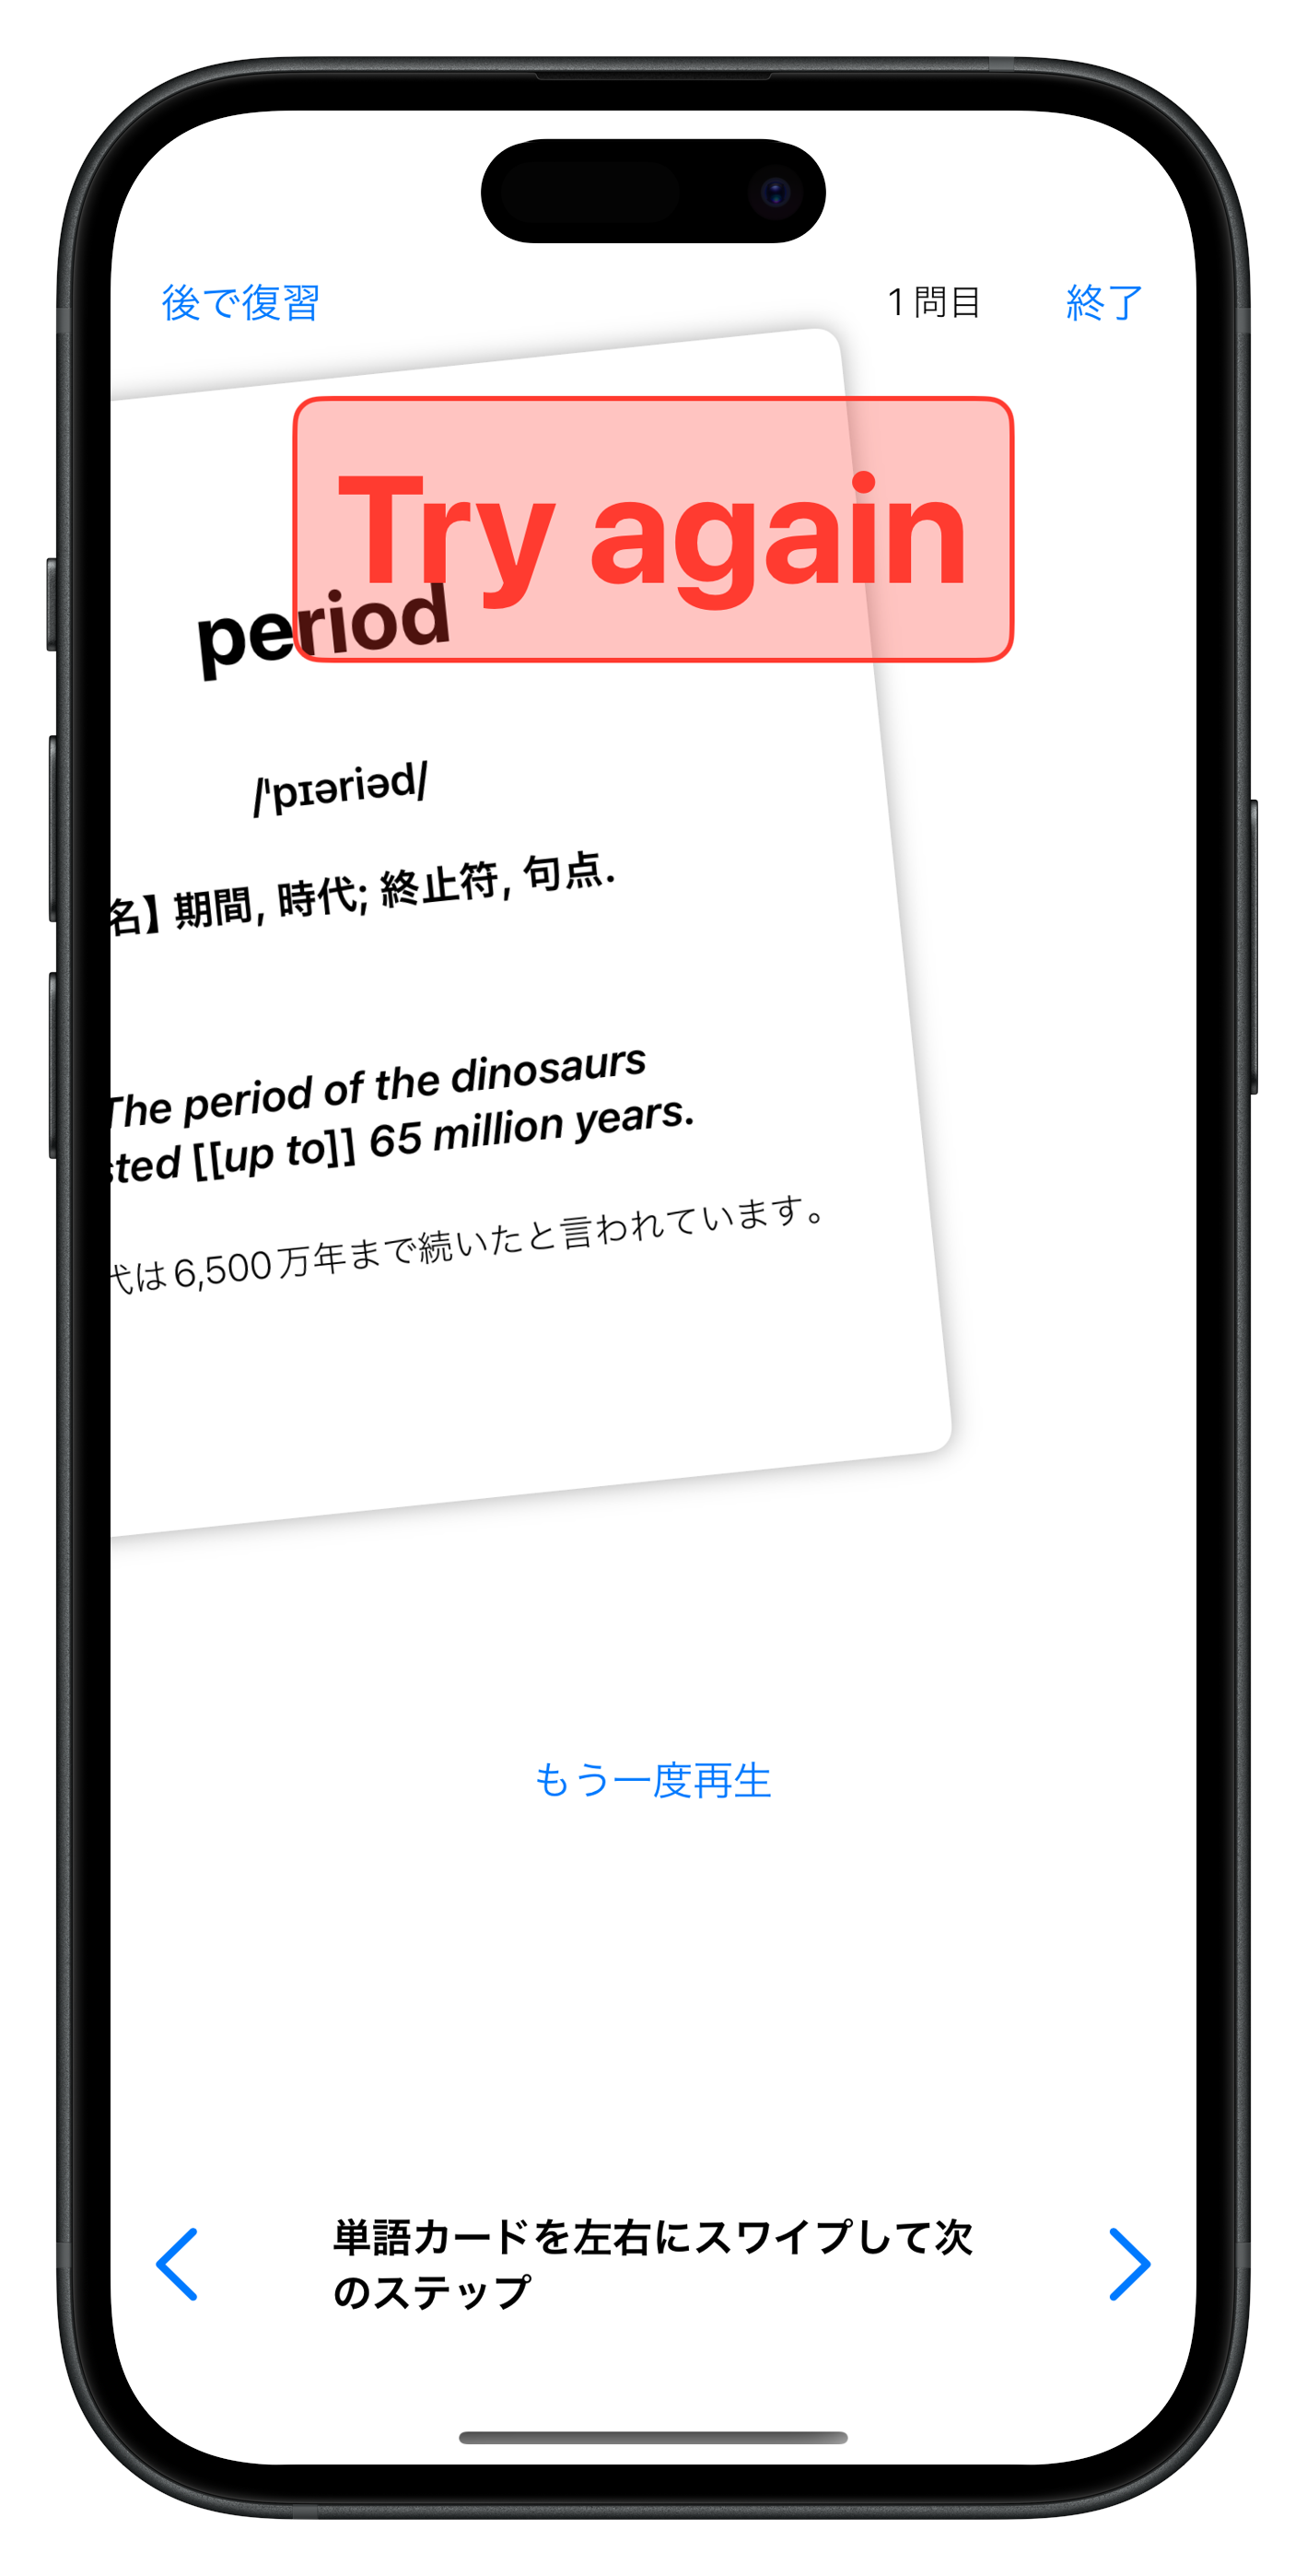 後で復習
1問目
終了
Try again
period
/ˈpɪəriəd/
名】期間, 時代; 終止符, 句点.
The period of the dinosaurs
sted [[up to]] 65 million years.
代は6,500万年まで続いたと言われています。
もう一度再生
単語カードを左右にスワイプして次
のステップ